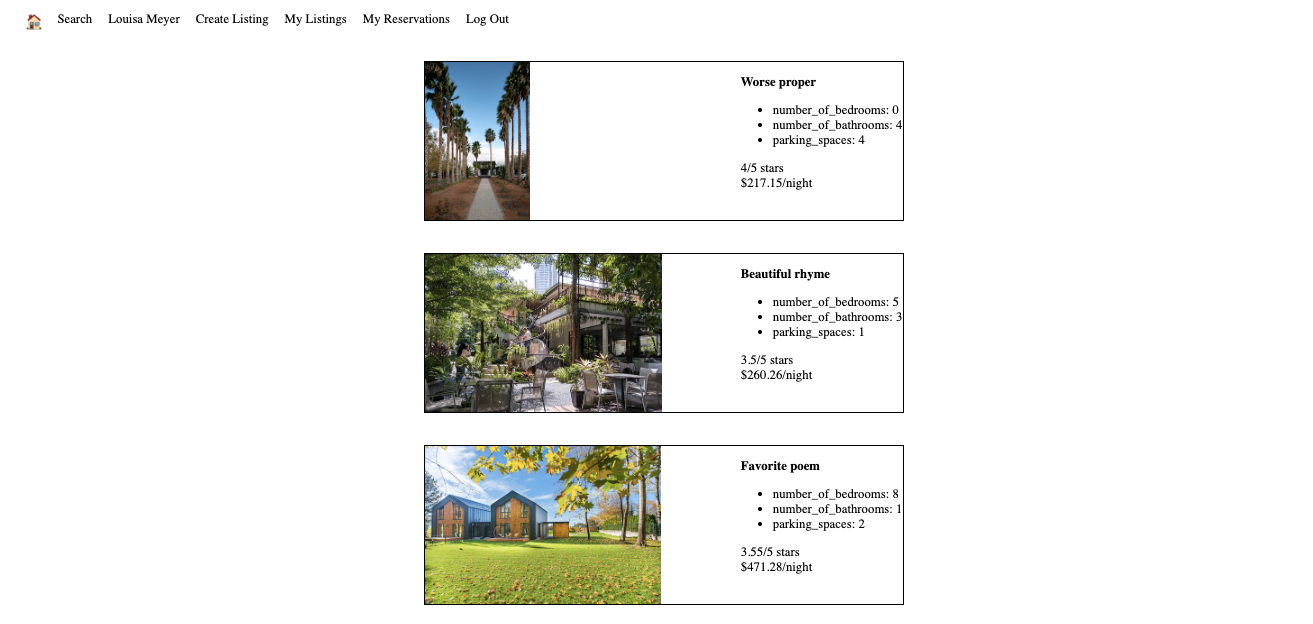 Search Louisa Meyer Create Listing My Listings My Reservations Log Out
Worse proper
number_of_bedrooms: 0
number_of_bathrooms: 4
parking_spaces: 4
4/5 stars
$217.15/night
Beautiful rhyme
number_of_bedrooms: 5
number_of_bathrooms: 3
parking_spaces: 1
3.5/5 stars
$260.26/night
Favorite poem
number_of_bedrooms: 8
number_of_bathrooms: 1
parking_spaces: 2
3.55/5 stars
$471.28/night